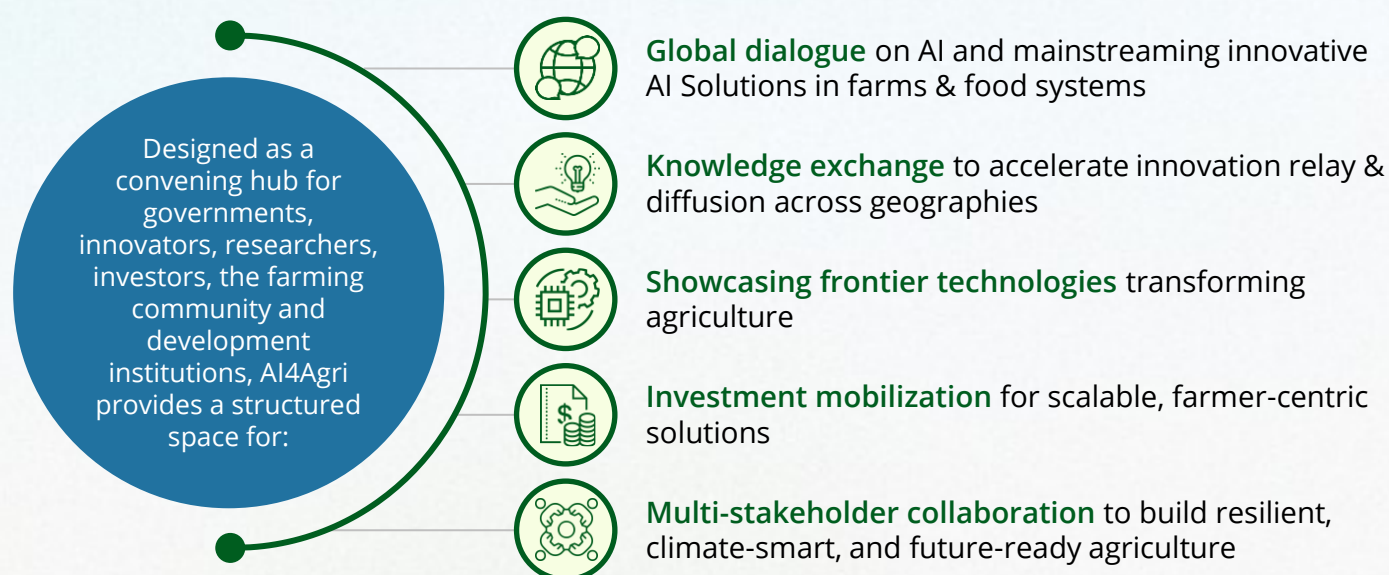 Designed as a
convening hub for
governments,
innovators, researchers,
investors, the farming
community and
development
institutions, AI4Agri
provides a structured
space for:
Global dialogue on AI and mainstreaming innovative
AI Solutions in farms & food systems
Knowledge exchange to accelerate innovation relay &
diffusion across geographies
Showcasing frontier technologies transforming
agriculture
Investment mobilization for scalable, farmer-centric
solutions
Multi-stakeholder collaboration to build resilient,
climate-smart, and future-ready agriculture